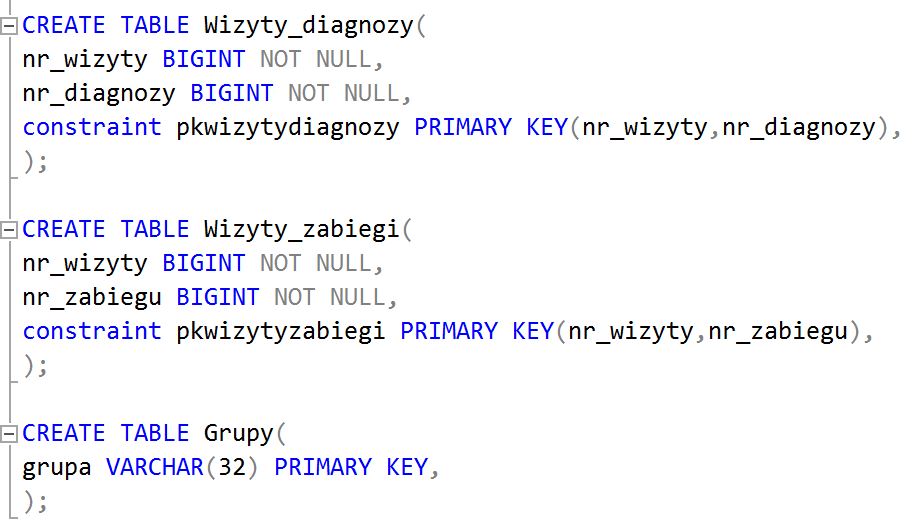 CREATE TABLE Wizyty_diagnozy(
nr_wizyty BIGINT NOT NULL,
nr_diagnozy BIGINT NOT NULL,
constraint pkwizytydiagnozy PRIMARY KEY(nr_wizyty,nr_diagnozy),
);
CREATE TABLE Wizyty_zabiegi(
nr_wizyty BIGINT NOT NULL,
nr_zabiegu BIGINT NOT NULL,
constraint pkwizytyzabiegi PRIMARY KEY(nr_wizyty,nr_zabiegu),
);
CREATE TABLE Grupy(
grupa VARCHAR(32) PRIMARY KEY,
);